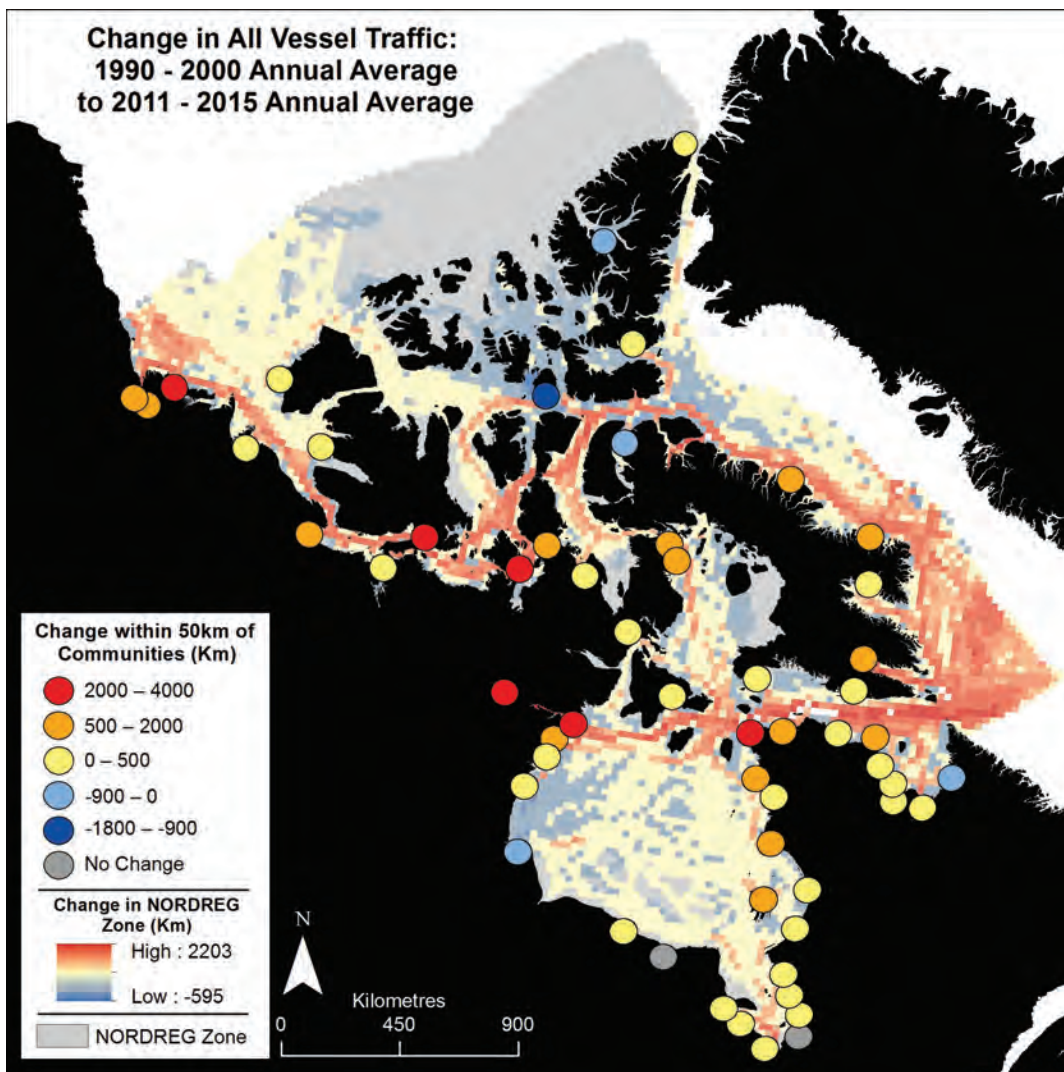 Change in All Vessel Traffic:
1990 - 2000 Annual Average
to 2011 - 2015 Annual Average
Change within 50km of
Communities (Km)
2000 – 4000
500 – 2000
0 – 500
-900 – 0
-1800 – -900
No Change
Change in NORDREG
Zone (Km)
High : 2203
Low : -595
NORDREG Zone
N
Kilometres
0 450 900